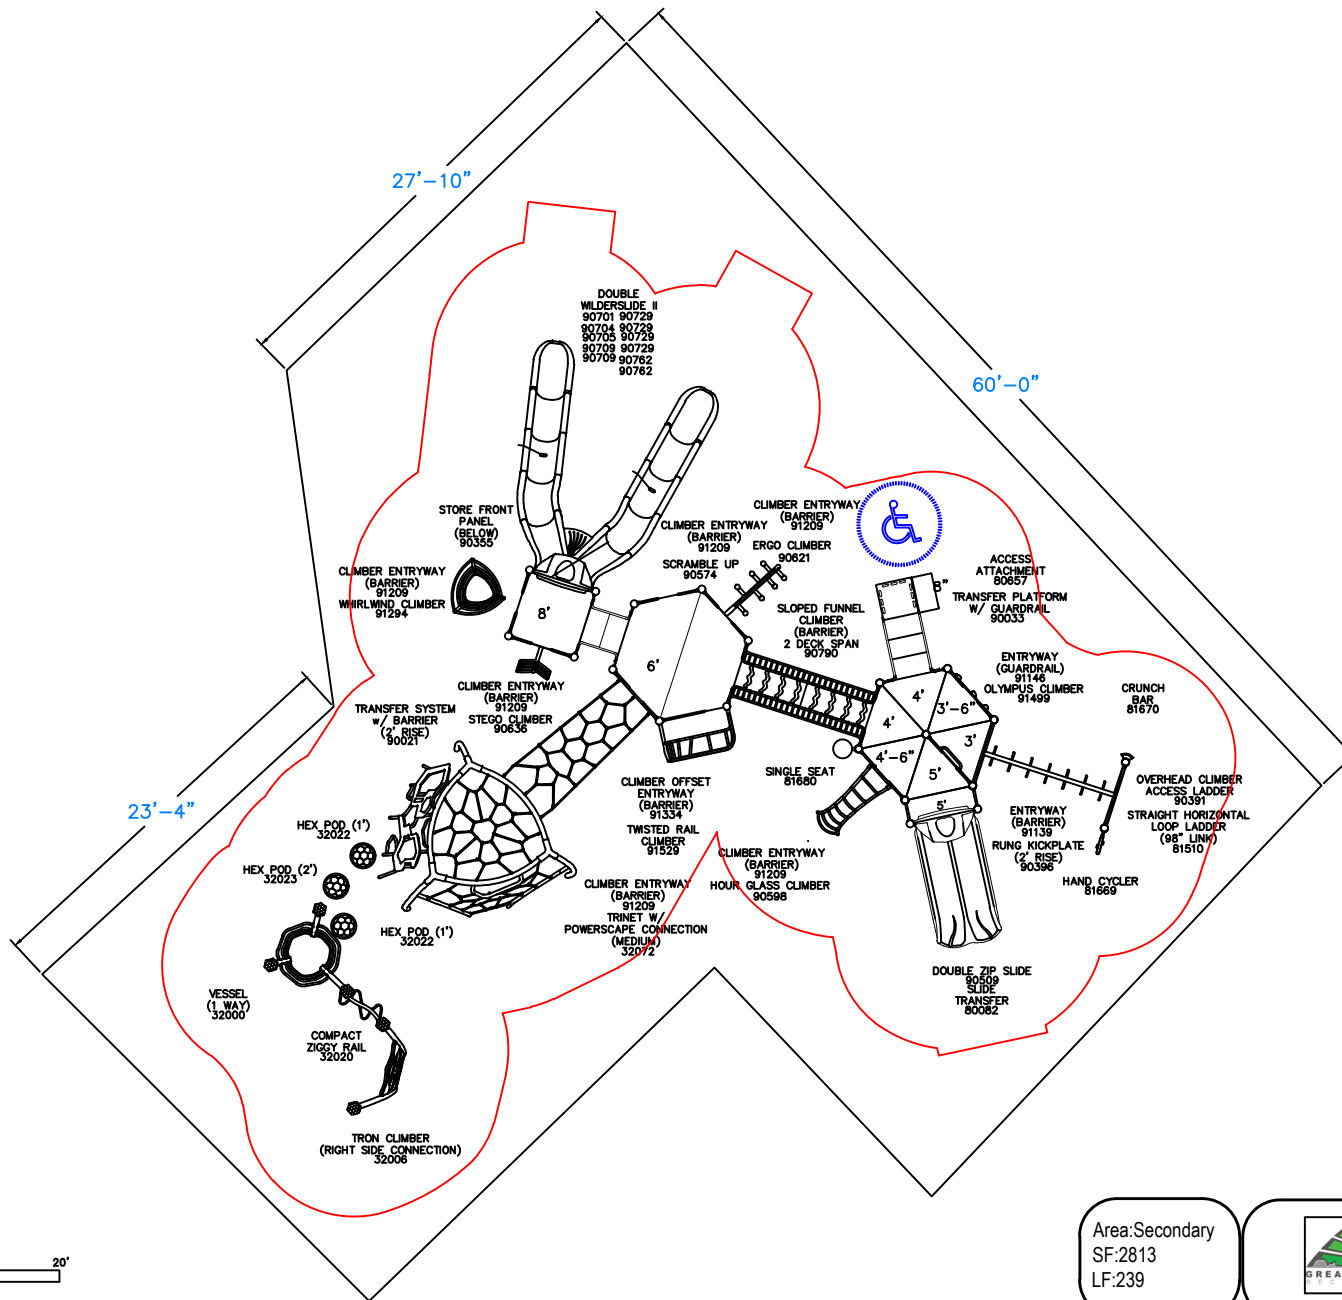 27'-10"
60'-0"
23'-4"
DOUBLE
WILDERSLIDE II
90701 90729
90704 90729
90705 90729
90709 90729
90709 90762
90762
STORE FRONT
PANEL
(BELOW)
90355
CLIMBER ENTRYWAY
(BARRIER)
91209
WHIRLWIND CLIMBER
91294
CLIMBER ENTRYWAY
(BARRIER)
91209
SCRAMBLE UP
90574
CLIMBER ENTRYWAY
(BARRIER)
91209
ERGO CLIMBER
90621
8'
6'
SLOPED FUNNEL
CLIMBER
(BARRIER)
2 DECK SPAN
90790
8"
ACCESS
ATTACHMENT
80657
TRANSFER PLATFORM
W/ GUARDRAIL
90033
ENTRYWAY
(GUARDRAIL)
91146
OLYMPUS CLIMBER
91499
CRUNCH
BAR
81670
4'
3'-6"
4'
3'
4'-6"
5'
5'
CLIMBER ENTRYWAY
(BARRIER)
91209
STEGO CLIMBER
90636
TRANSFER SYSTEM
w/ BARRIER
(2' RISE)
90021
SINGLE SEAT
81680
CLIMBER OFFSET
ENTRYWAY
(BARRIER)
91334
TWISTED RAIL
CLIMBER
91529
OVERHEAD CLIMBER
ACCESS LADDER
90391
STRAIGHT HORIZONTAL
LOOP LADDER
(98" LINK)
81510
ENTRYWAY
(BARRIER)
91139
RUNG KICKPLATE
(2' RISE)
90396
HAND CYCLER
81669
HEX POD (1')
32022
HEX POD (2')
32023
HEX POD (1')
32022
CLIMBER ENTRYWAY
(BARRIER)
91209
HOUR GLASS CLIMBER
90598
CLIMBER ENTRYWAY
(BARRIER)
91209
TRINET W/
POWERSCAPE CONNECTION
(MEDIUM)
32072
DOUBLE ZIP SLIDE
90509
SLIDE
TRANSFER
80082
VESSEL
(1 WAY)
32000
COMPACT
ZIGGY RAIL
32020
TRON CLIMBER
(RIGHT SIDE CONNECTION)
32006
20'
Area:Secondary
SF:2813
LF:239
GREA